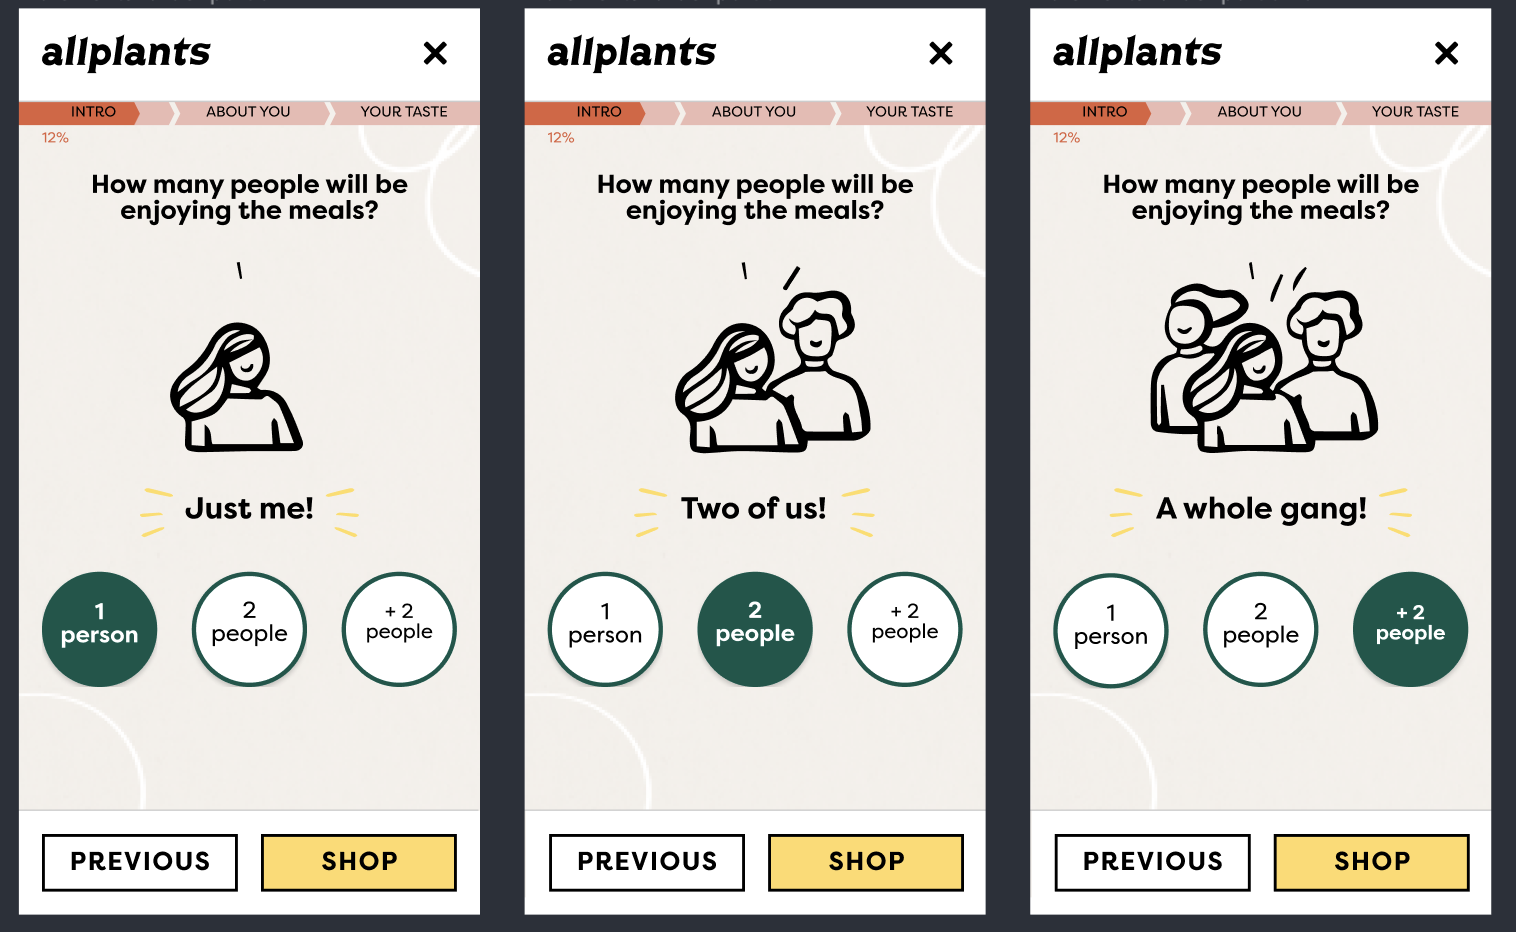 allplants
INTRO
ABOUT YOU
YOUR TASTE
12%
How many people will be
enjoying the meals?
Just me!
1
person
2
people
+ 2
people
PREVIOUS
SHOP
allplants
INTRO
ABOUT YOU
YOUR TASTE
12%
How many people will be
enjoying the meals?
Two of us!
1
person
2
people
+ 2
people
PREVIOUS
SHOP
allplants
INTRO
ABOUT YOU
YOUR TASTE
12%
How many people will be
enjoying the meals?
A whole gang!
1
person
2
people
+ 2
people
PREVIOUS
SHOP